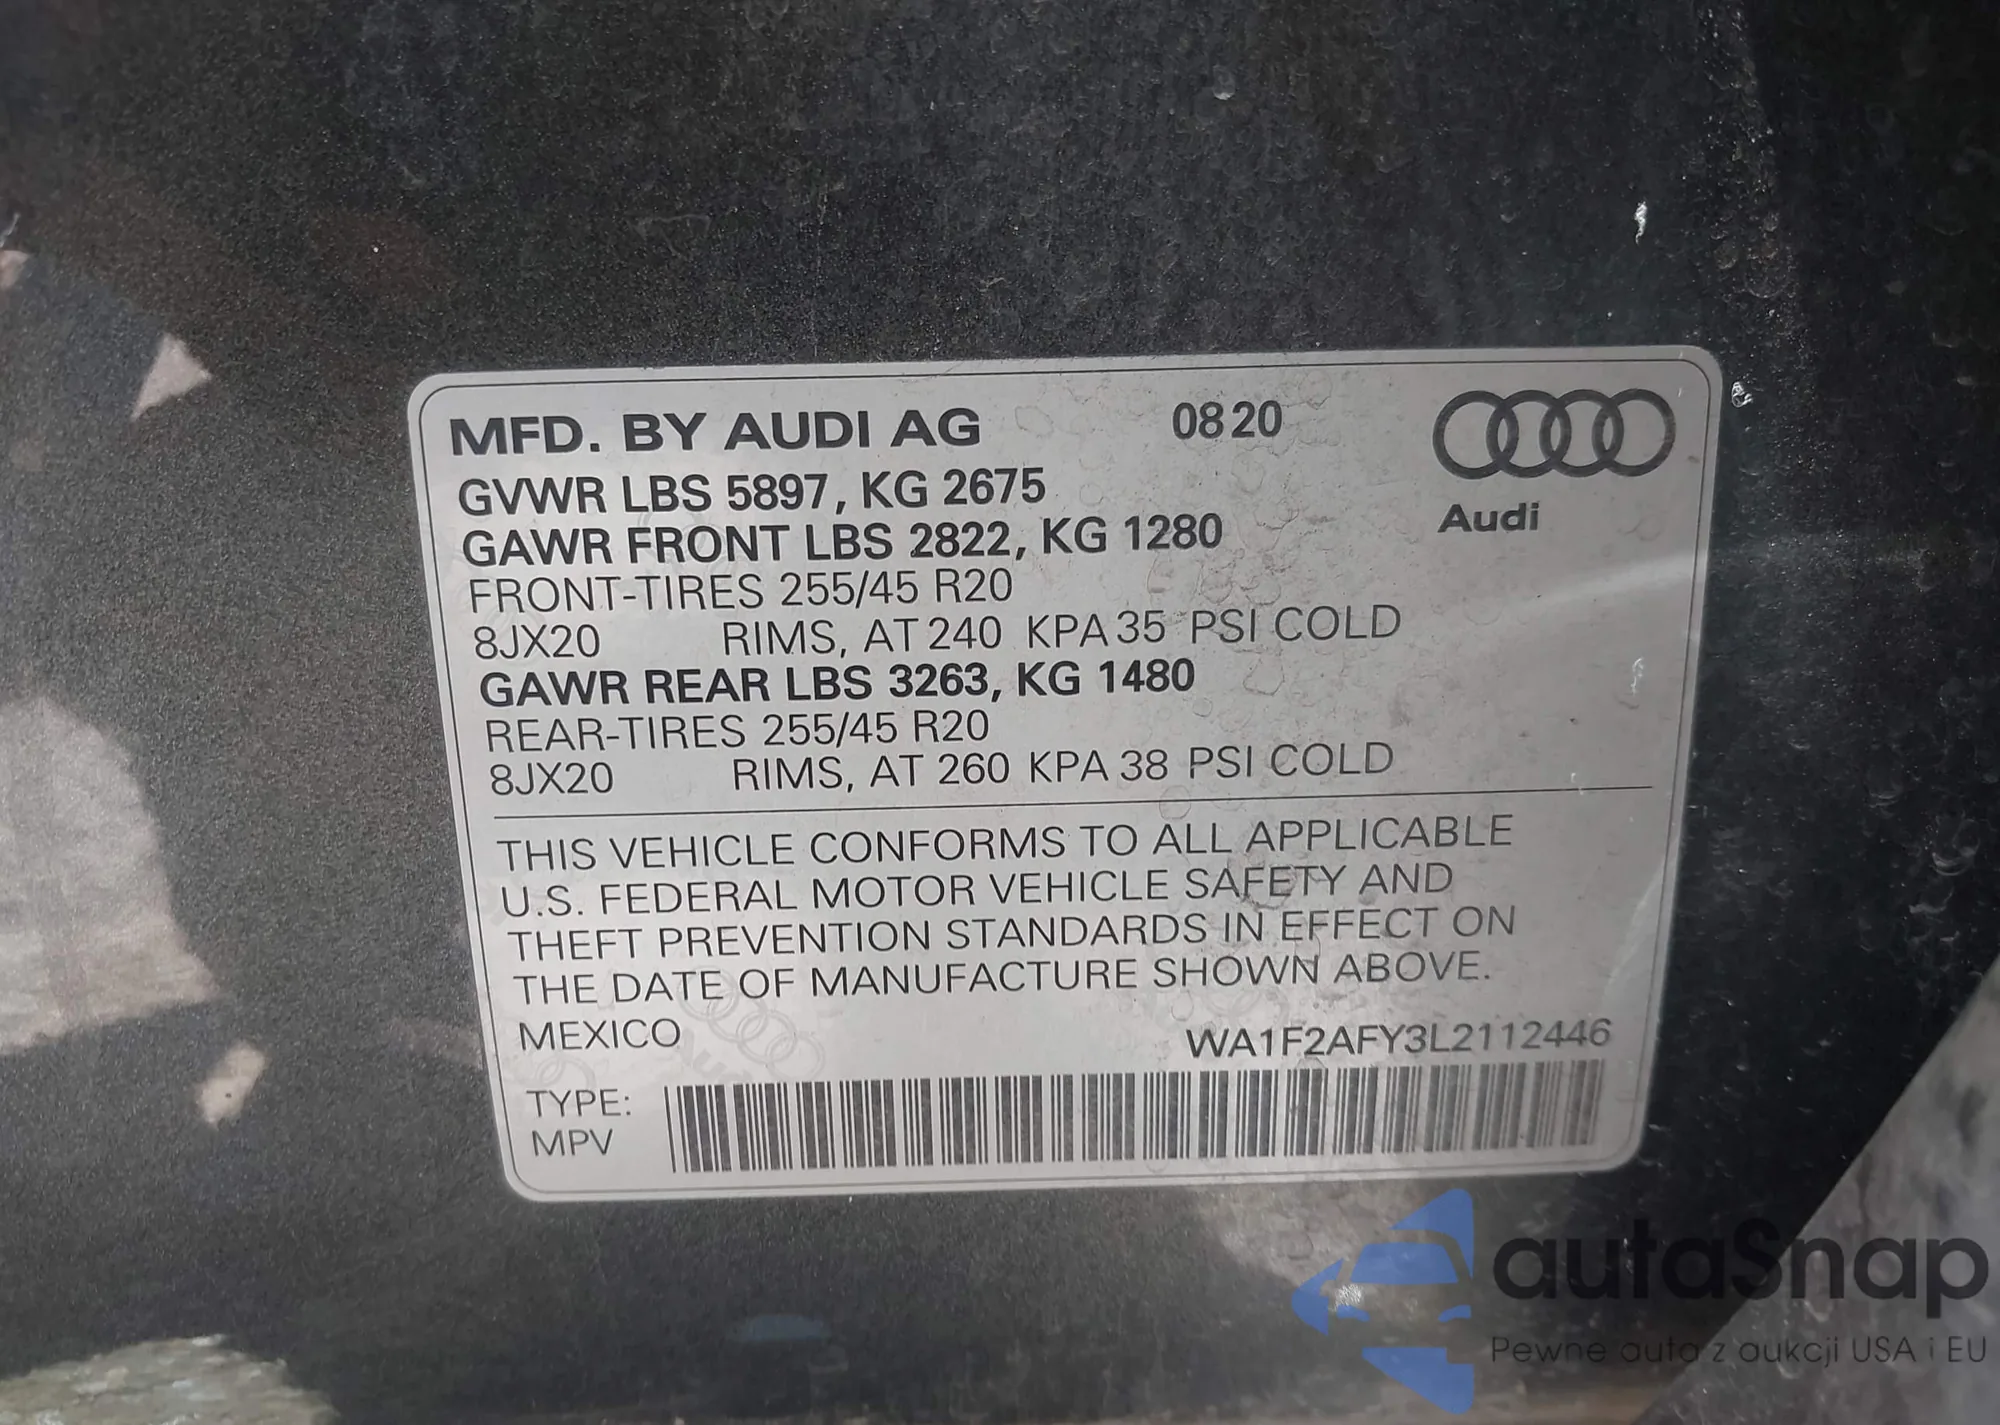 MFD. BY AUDI AG 08 20
GVWR LBS 5897, KG 2675
GAWR FRONT LBS 2822, KG 1280
Audi
FRONT-TIRES 255/45 R20
8JX20 RIMS, AT 240 KPA 35 PSI COLD
GAWR REAR LBS 3263, KG 1480
REAR-TIRES 255/45 R20
8JX20 RIMS, AT 260 KPA 38 PSI COLD
THIS VEHICLE CONFORMS TO ALL APPLICABLE
U.S. FEDERAL MOTOR VEHICLE SAFETY AND
THEFT PREVENTION STANDARDS IN EFFECT ON
THE DATE OF MANUFACTURE SHOWN ABOVE.
MEXICO WA1F2AFY3L2112446
TYPE:
MPV
autaSnap
Pewne auta z aukcji USA i EU